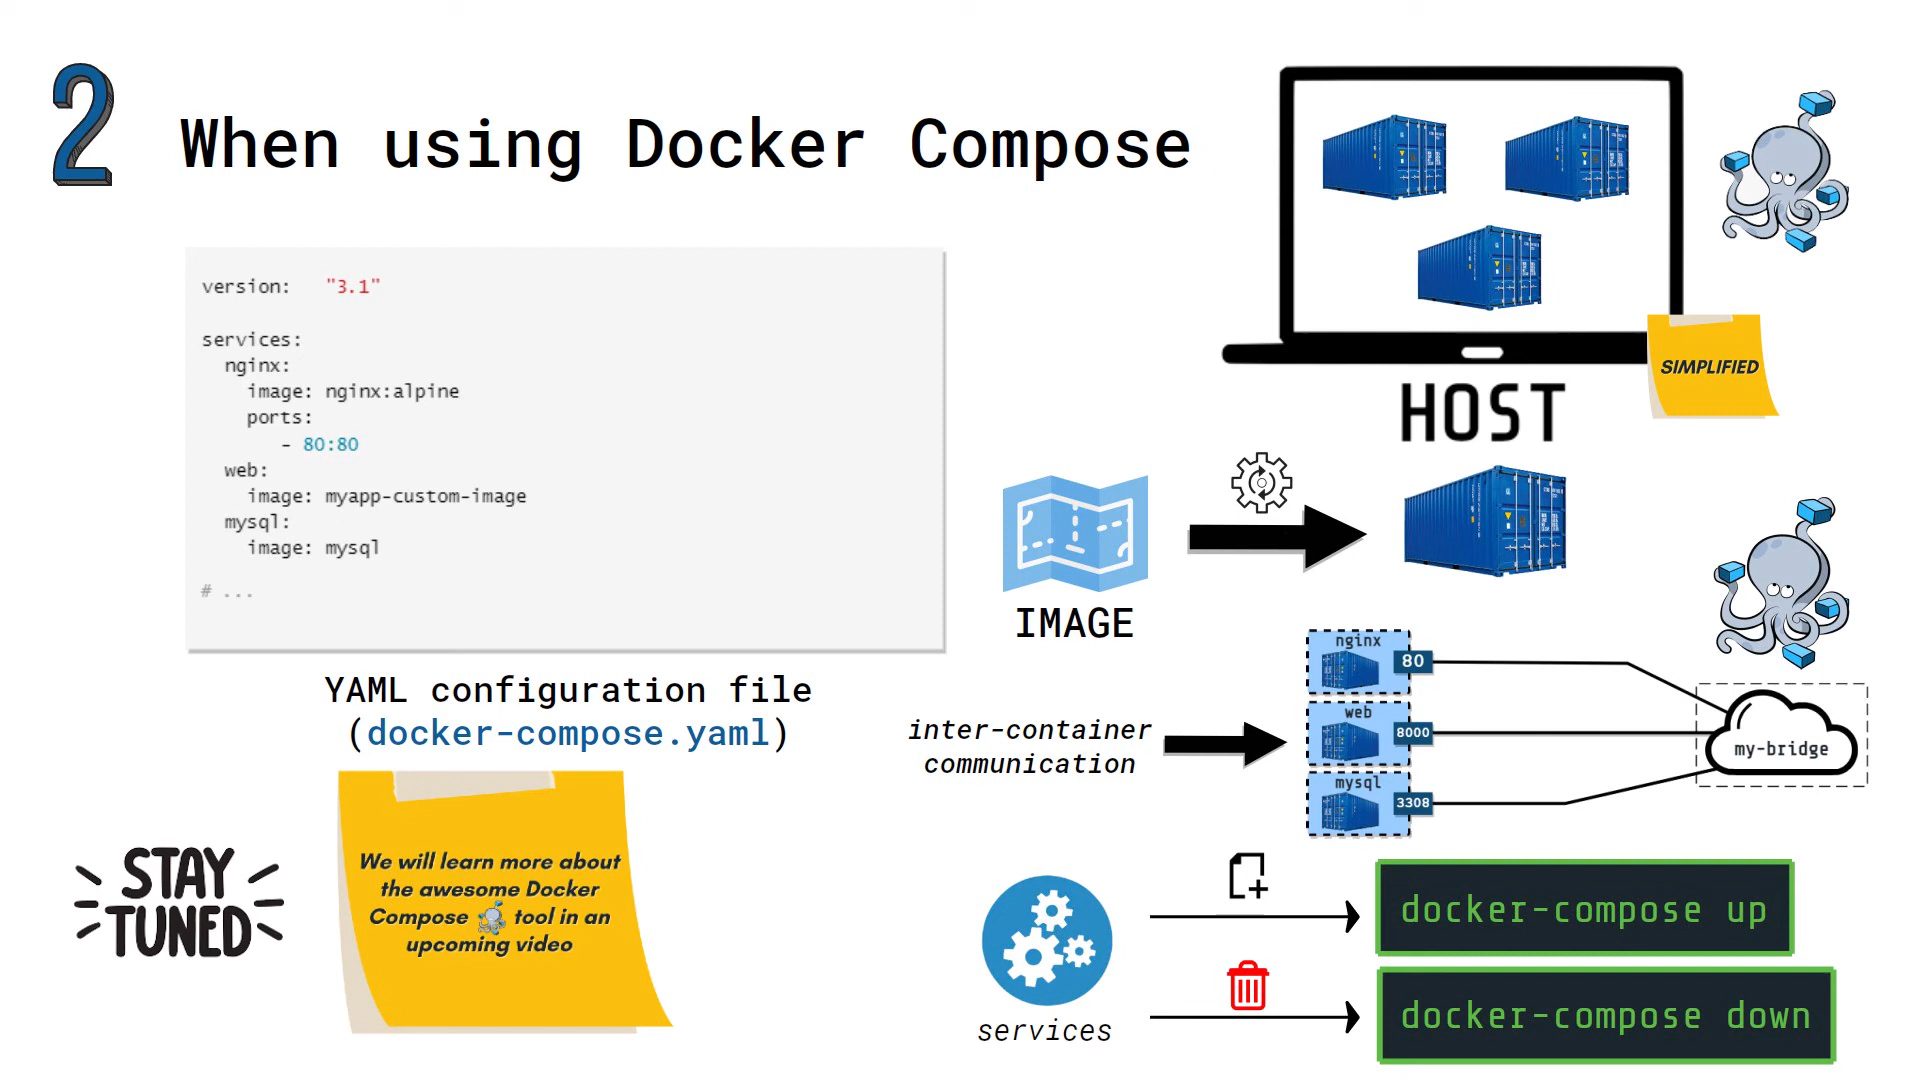 2
When using Docker Compose
version: "3.1"
services:
nginx:
image: nginx:alpine
ports:
- 80:80
web:
image: myapp-custom-image
mysql:
image: mysql
# ...
YAML configuration file
(docker-compose.yaml)
STAY
TUNED
We will learn more about
the awesome Docker
Compose tool in an
upcoming video
SIMPLIFIED
HOST
IMAGE
inter-container
communication
nginx
80
web
8000
mysql
3308
my-bridge
services
docker-compose up
docker-compose down